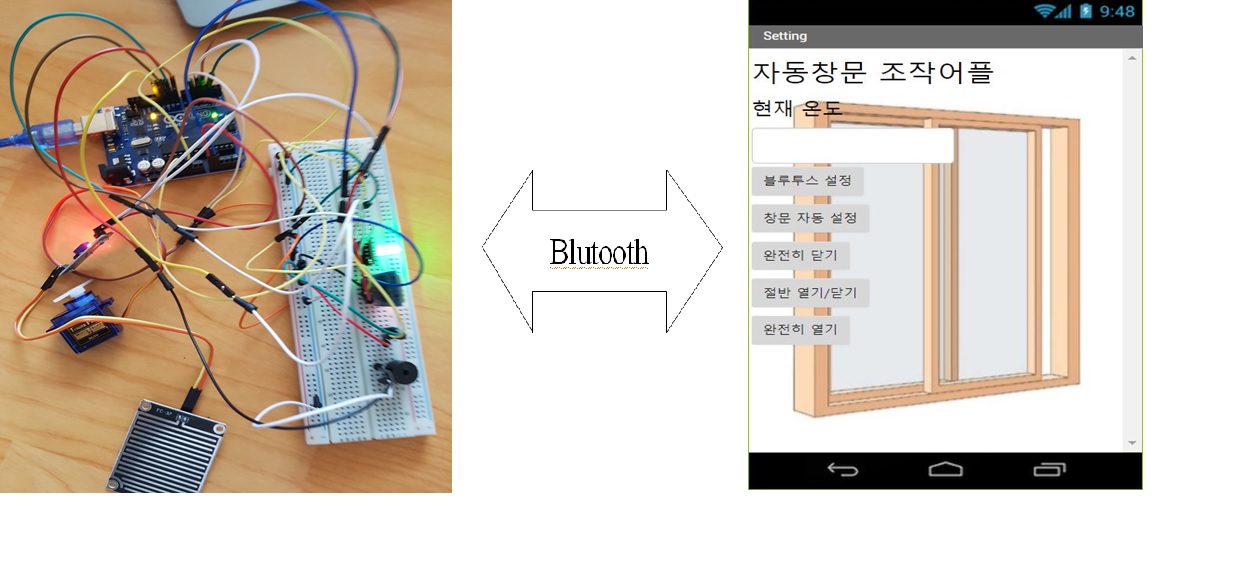 Blutooth
9:48
Setting
자동창문 조작어플
현재 온도
블루투스 설정
창문 자동 설정
완전히 닫기
절반 열기/닫기
완전히 열기